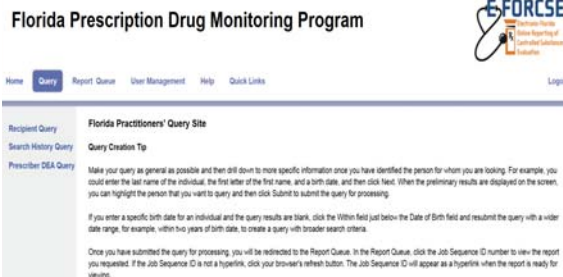 Florida Prescription Drug Monitoring Program
E-FORCSE
Electronic-Florida
Online Reporting of
Controlled Substance
Evaluation
Home Query Report Queue User Management Help Quick Links Logo
Recipient Query
Search History Query
Prescriber DEA Query
Florida Practitioners' Query Site
Query Creation Tip
Make your query as general as possible and then drill down to more specific information once you have identified the person for whom you are looking. For example, you
could enter the last name of the individual, the first letter of the first name, and a birth date, and then click Next. When the preliminary results are displayed on the screen,
you can highlight the person that you want to query and then click Submit to submit the query for processing.
If you enter a specific birth date for an individual and the query results are blank, click the Within field just below the Date of Birth field and resubmit the query with a wider
date range, for example, within two years of birth date, to create a query with broader search criteria.
Once you have submitted the query for processing, you will be redirected to the Report Queue. In the Report Queue, click the Job Sequence ID number to view the report
you requested. If the Job Sequence ID is not a hyperlink, click your browser's refresh button. The Job Sequence ID will appear as a hyperlink when the report is ready for
viewing.